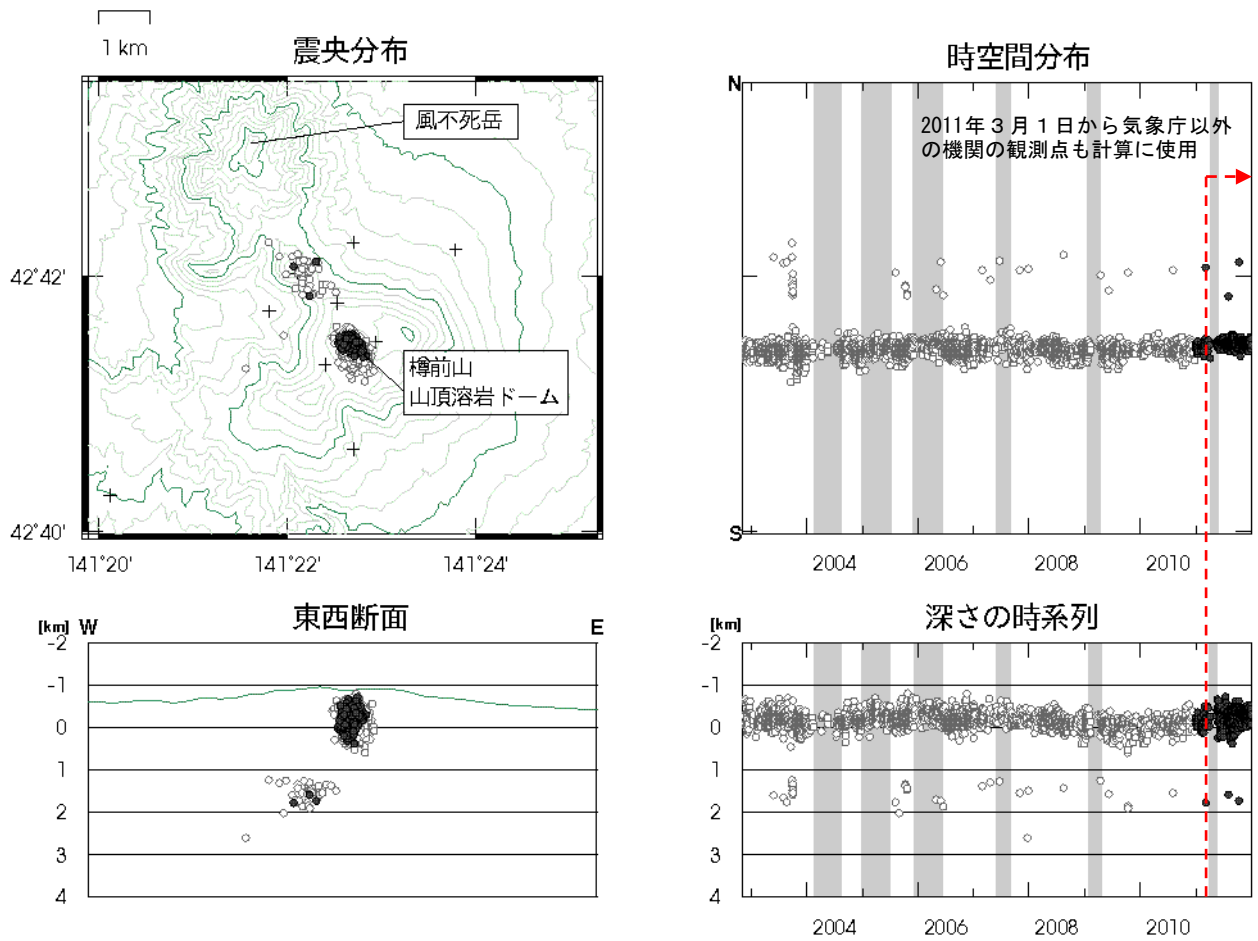 1 km
震央分布
風不死岳
樽前山
山頂溶岩ドーム
42°42'
42°40'
141°20' 141°22' 141°24'
時空間分布
N
2011年３月１日から気象庁以外
の機関の観測点も計算に使用
S
2004 2006 2008 2010
東西断面
[km] W E
-2
-1
0
1
2
3
4
深さの時系列
[km]
-2
-1
0
1
2
3
4
2004 2006 2008 2010